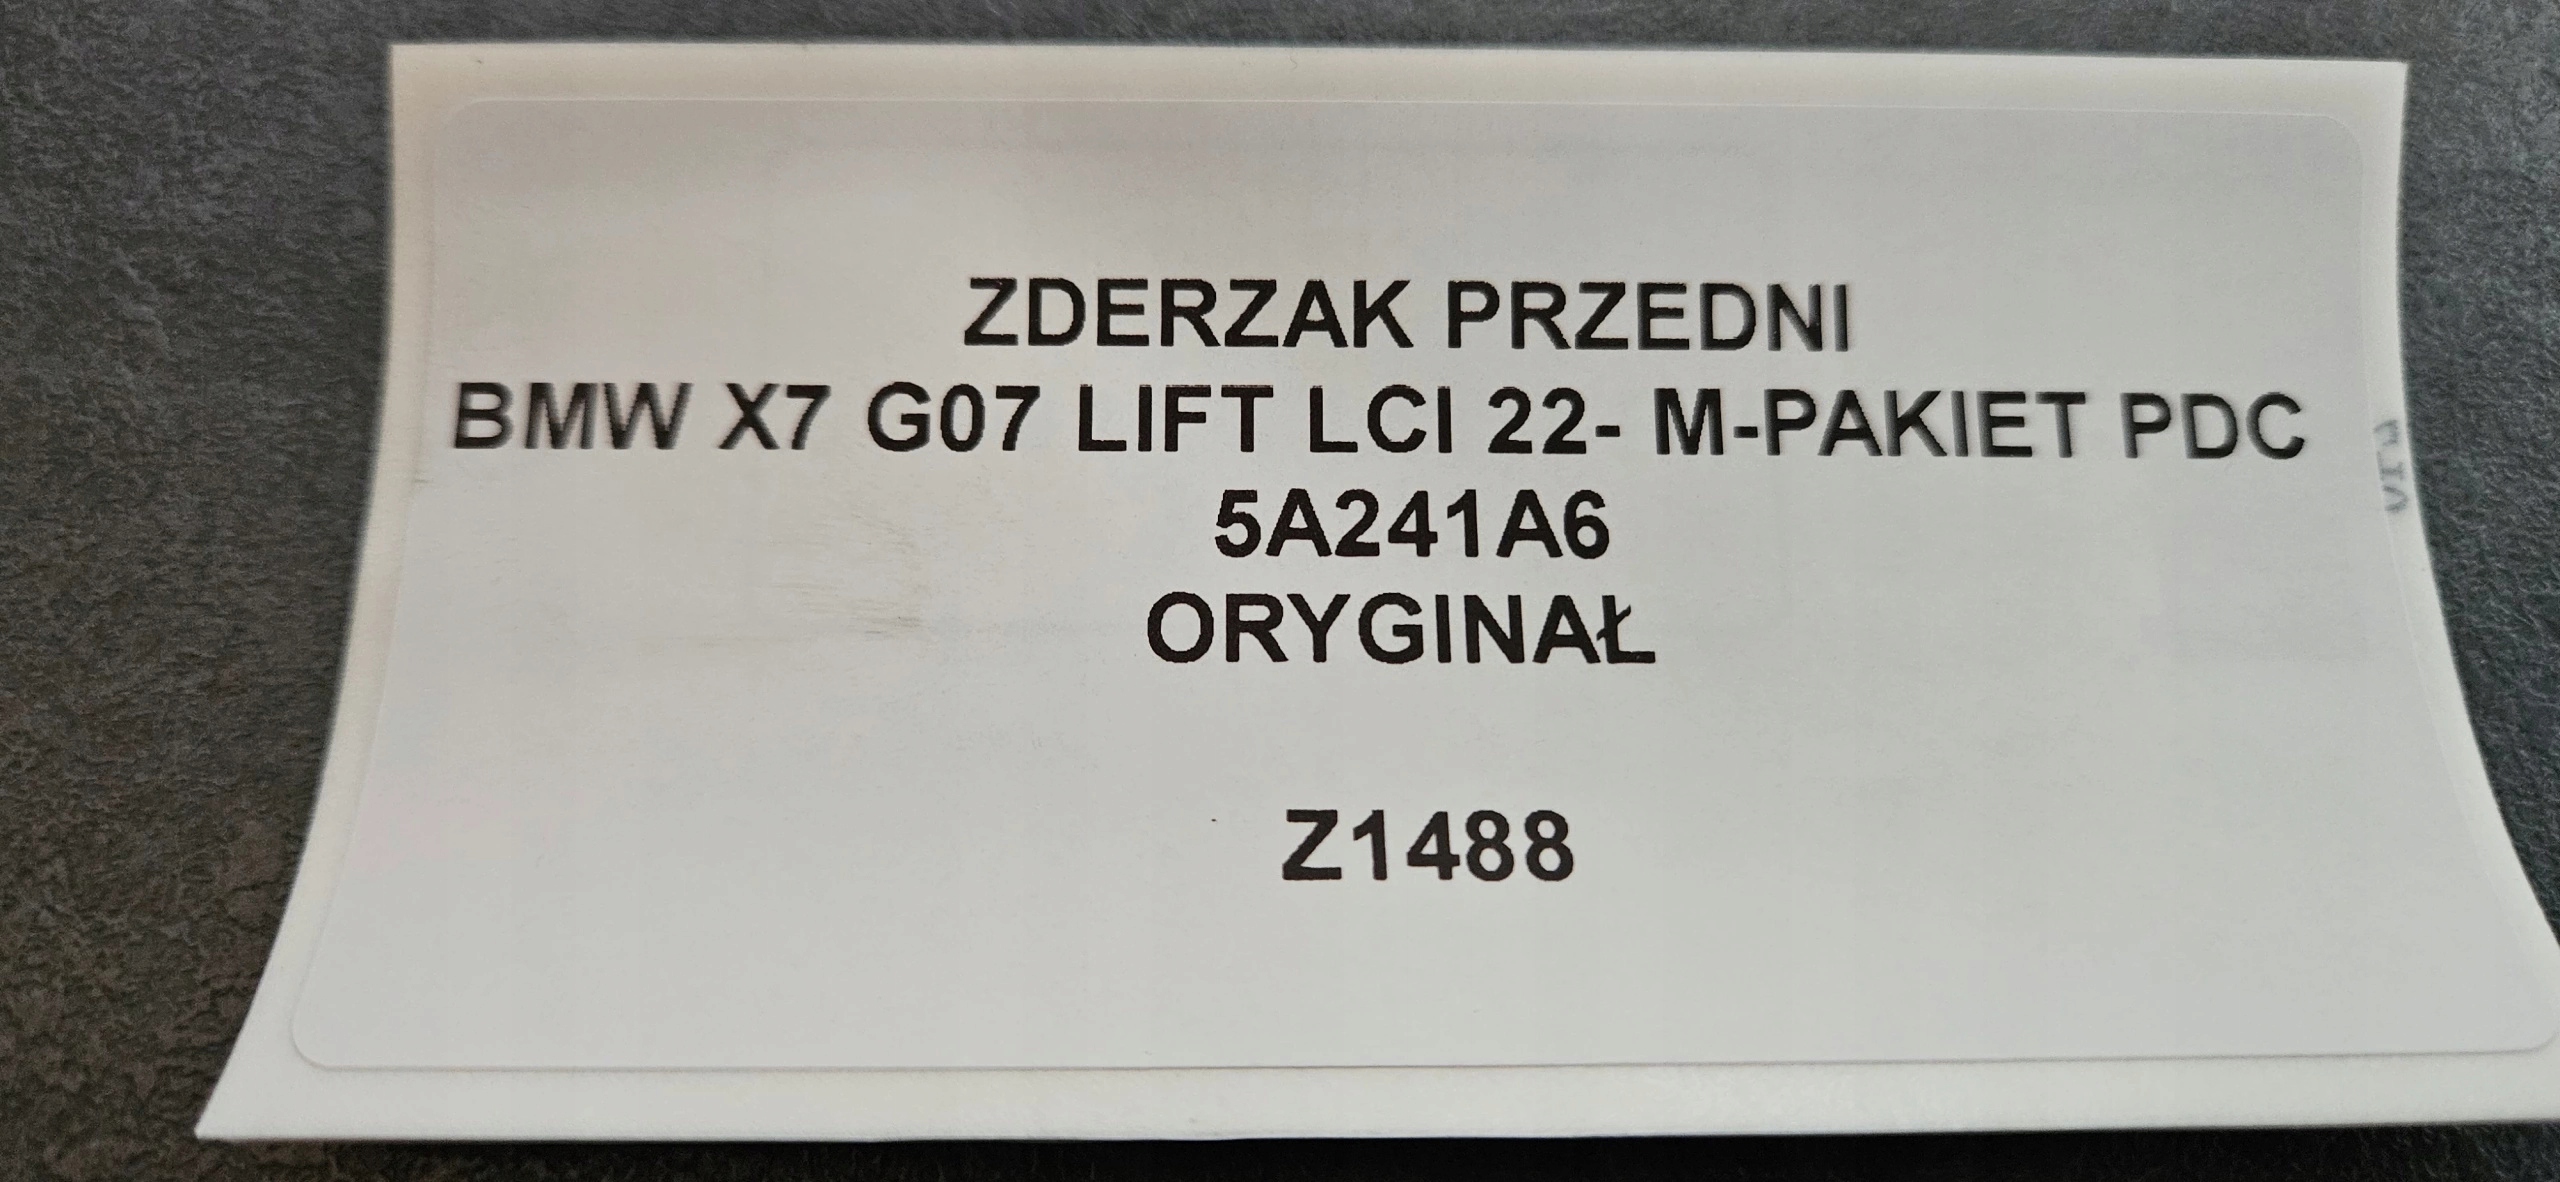 ZDERZAK PRZEDNI
BMW X7 G07 LIFT LCI 22- M-PAKIET PDC
5A241A6
ORYGINAŁ
Z1488